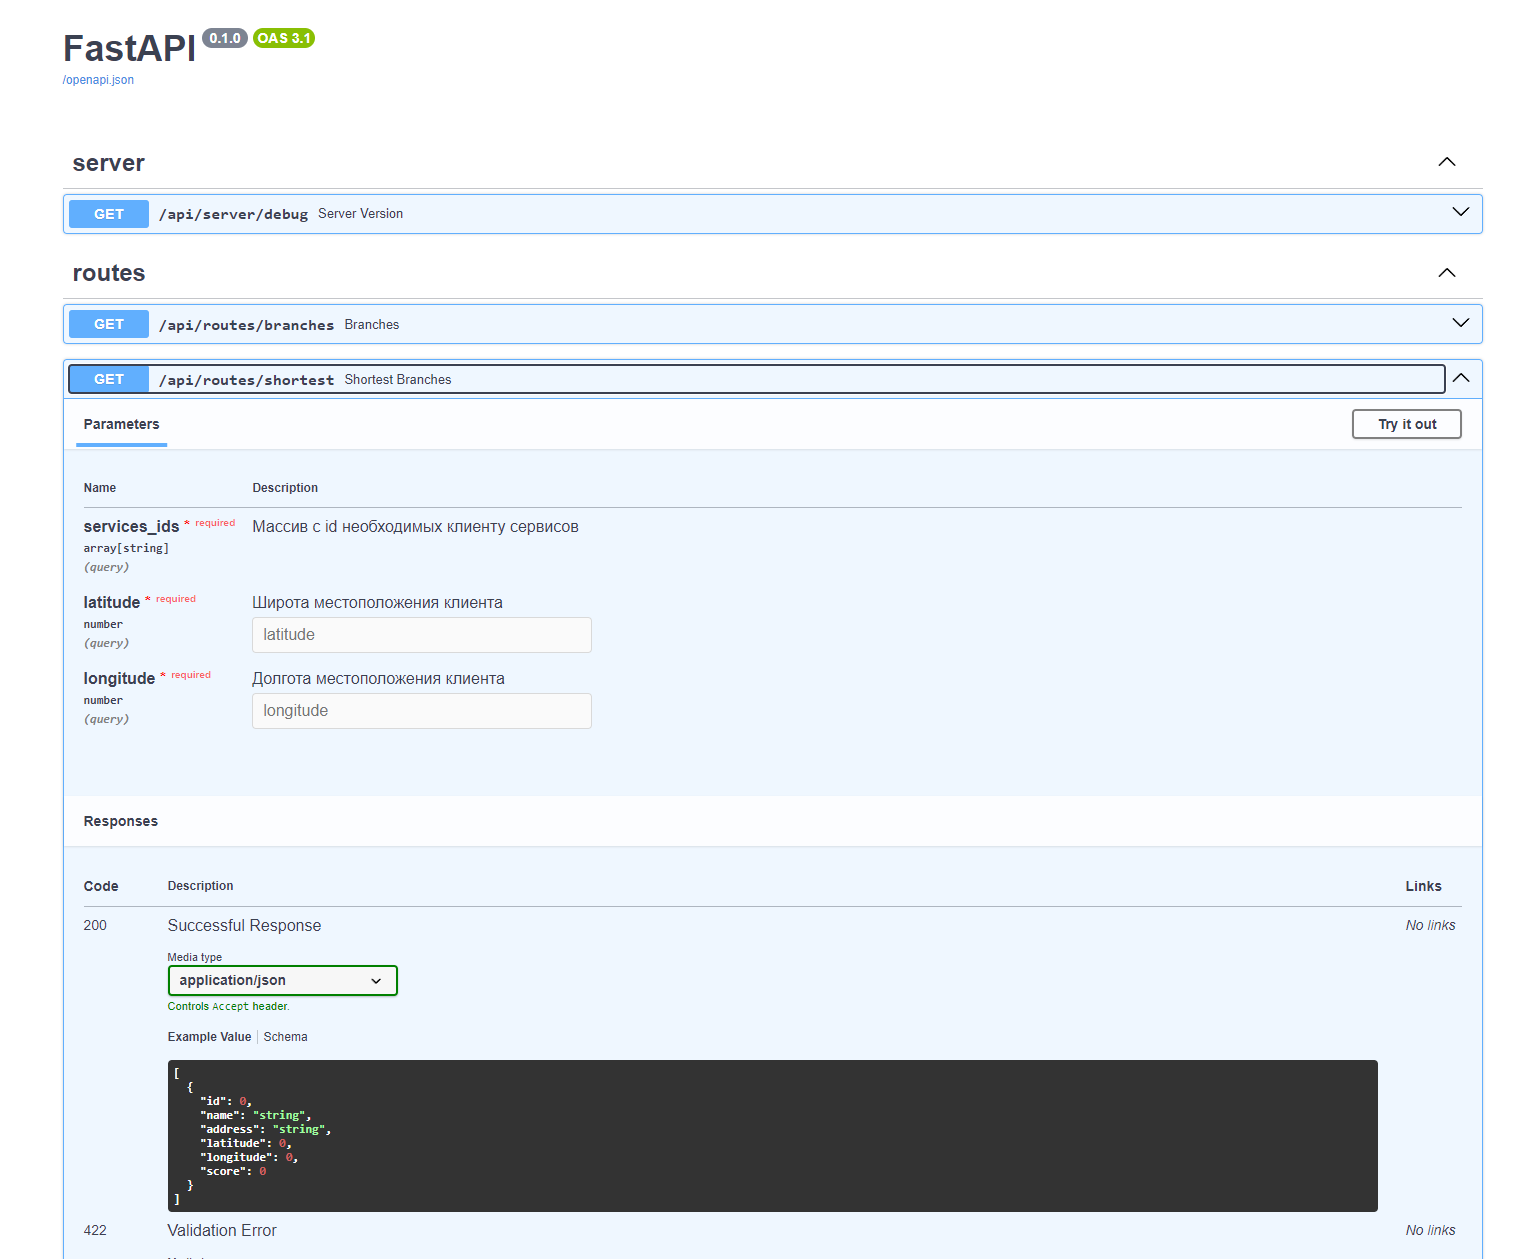 FastAPI 0.1.0 OAS 3.1
/openapi.json
server
GET /api/server/debug Server Version
routes
GET /api/routes/branches Branches
GET /api/routes/shortest Shortest Branches
Parameters Try it out
Name Description
services_ids * required Массив с id необходимых клиенту сервисов
array[string]
(query)
latitude * required Широта местоположения клиента
number latitude
(query)
longitude * required Долгота местоположения клиента
number longitude
(query)
Responses
Code Description Links
200 Successful Response No links
Media type
application/json
Controls Accept header.
Example Value Schema
[
{
"id": 0,
"name": "string",
"address": "string",
"latitude": 0,
"longitude": 0,
"score": 0
}
]
422 Validation Error No links